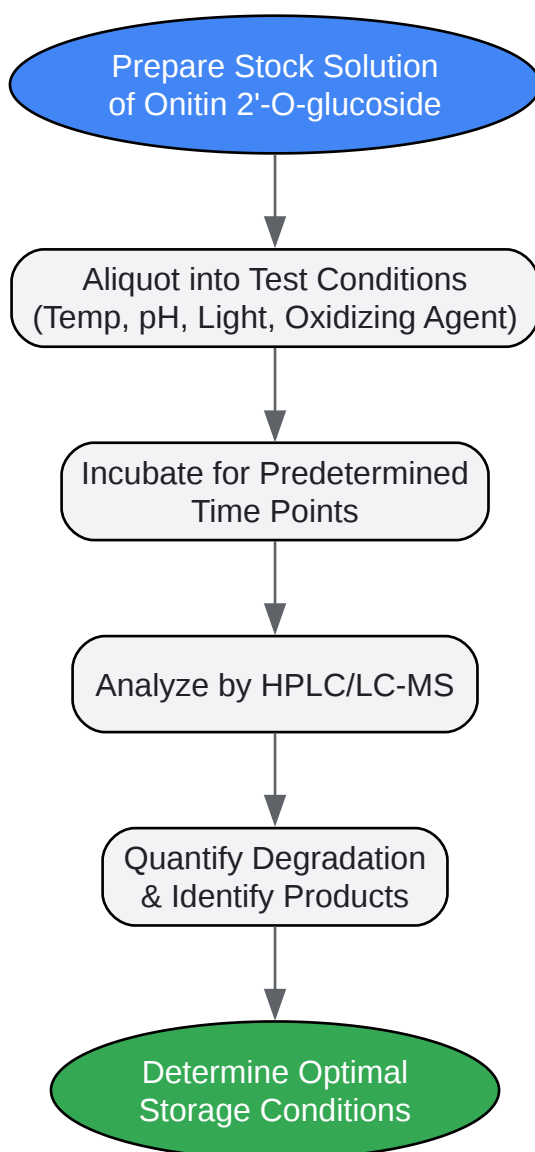 Prepare Stock Solution
of Onitin 2'-O-glucoside
Aliquot into Test Conditions
(Temp, pH, Light, Oxidizing Agent)
Incubate for Predetermined
Time Points
Analyze by HPLC/LC-MS
Quantify Degradation
& Identify Products
Determine Optimal
Storage Conditions